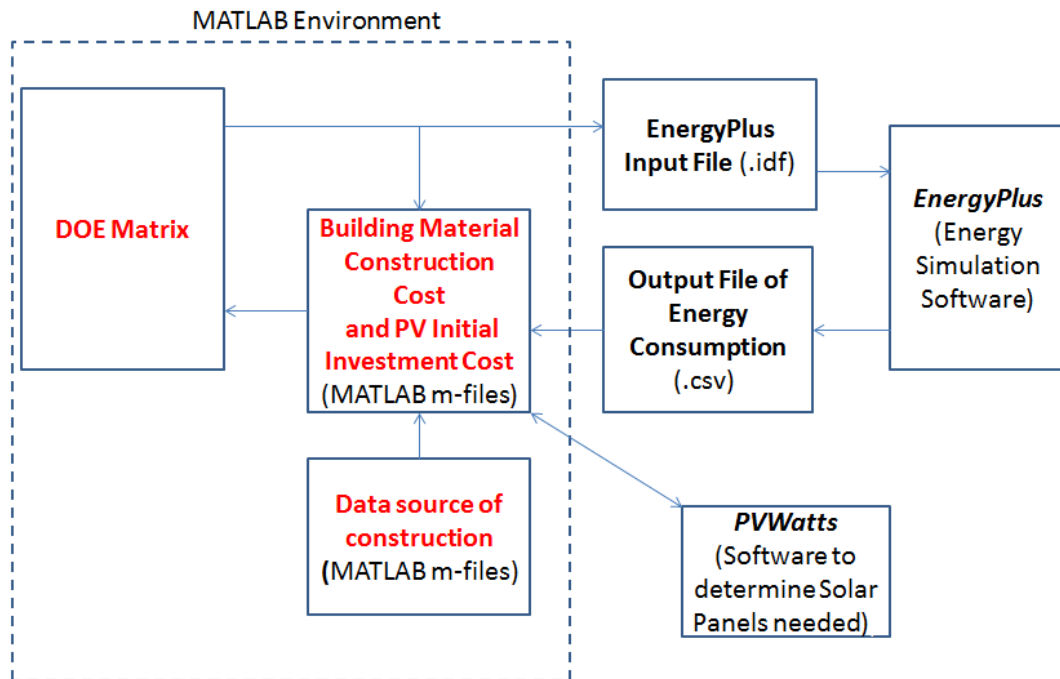 MATLAB Environment
DOE Matrix
EnergyPlus
Input File (.idf)
EnergyPlus
(Energy
Simulation
Software)
Building Material
Construction
Cost
and PV Initial
Investment Cost
(MATLAB m-files)
Output File of
Energy
Consumption
(.csv)
Data source of
construction
(MATLAB m-files)
PVWatts
(Software to
determine Solar
Panels needed)